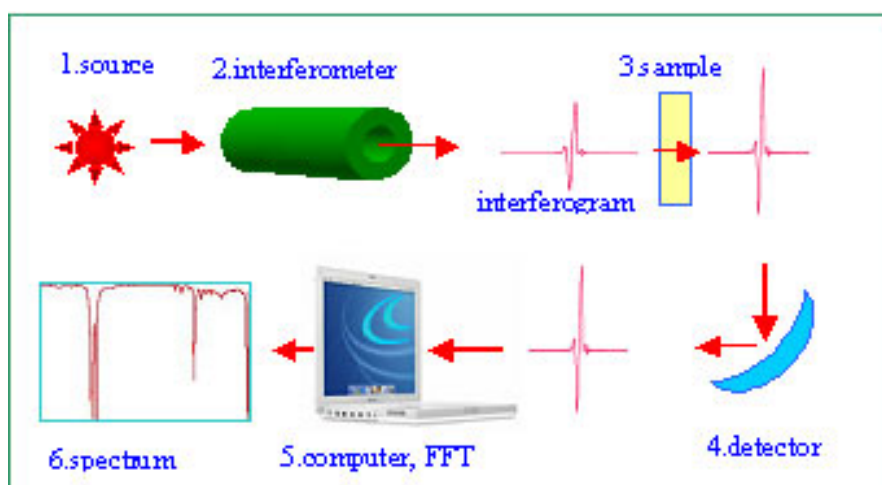 1.source
2.interferometer
3.sample
interferogram
4.detector
5.computer, FFT
6.spectrum